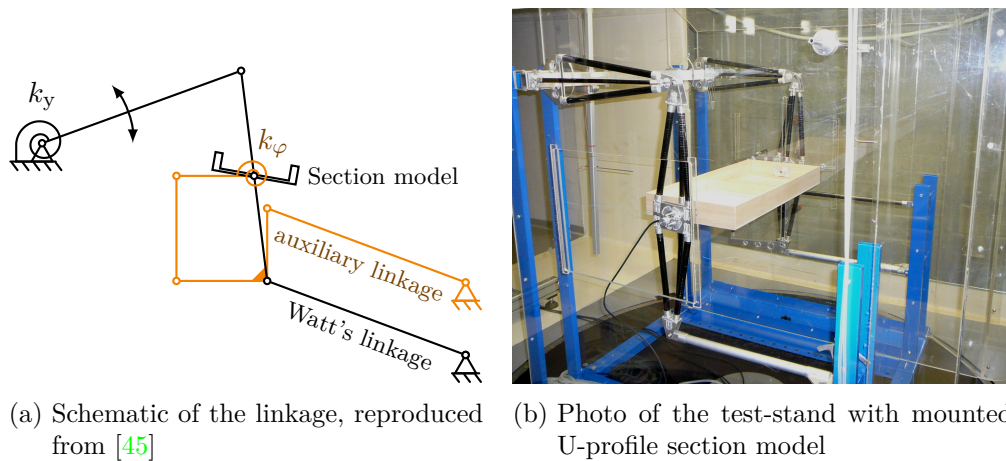 k_y
k_φ
Section model
auxiliary linkage
Watt's linkage
(a) Schematic of the linkage, reproduced
from [45]
(b) Photo of the test-stand with mounted
U-profile section model